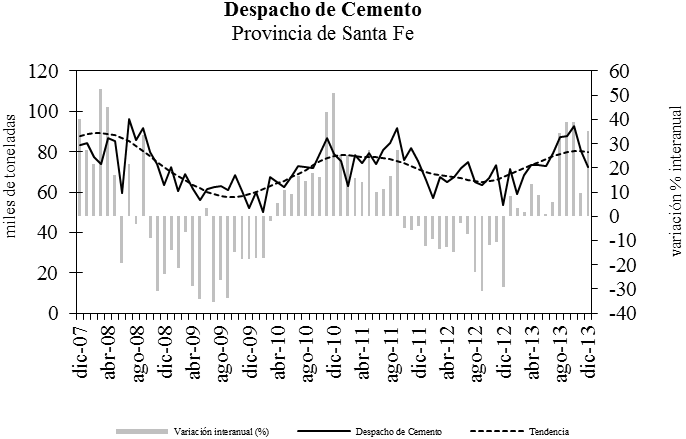 Despacho de Cemento
Provincia de Santa Fe
miles de toneladas
120
100
80
60
40
20
0
60
50
40
30
20
10
0
-10
-20
-30
-40
variación % interanual
dic-07
abr-08
ago-08
dic-08
abr-09
ago-09
dic-09
abr-10
ago-10
dic-10
abr-11
ago-11
dic-11
abr-12
ago-12
dic-12
abr-13
ago-13
dic-13
Variación interanual (%)
Despacho de Cemento
Tendencia